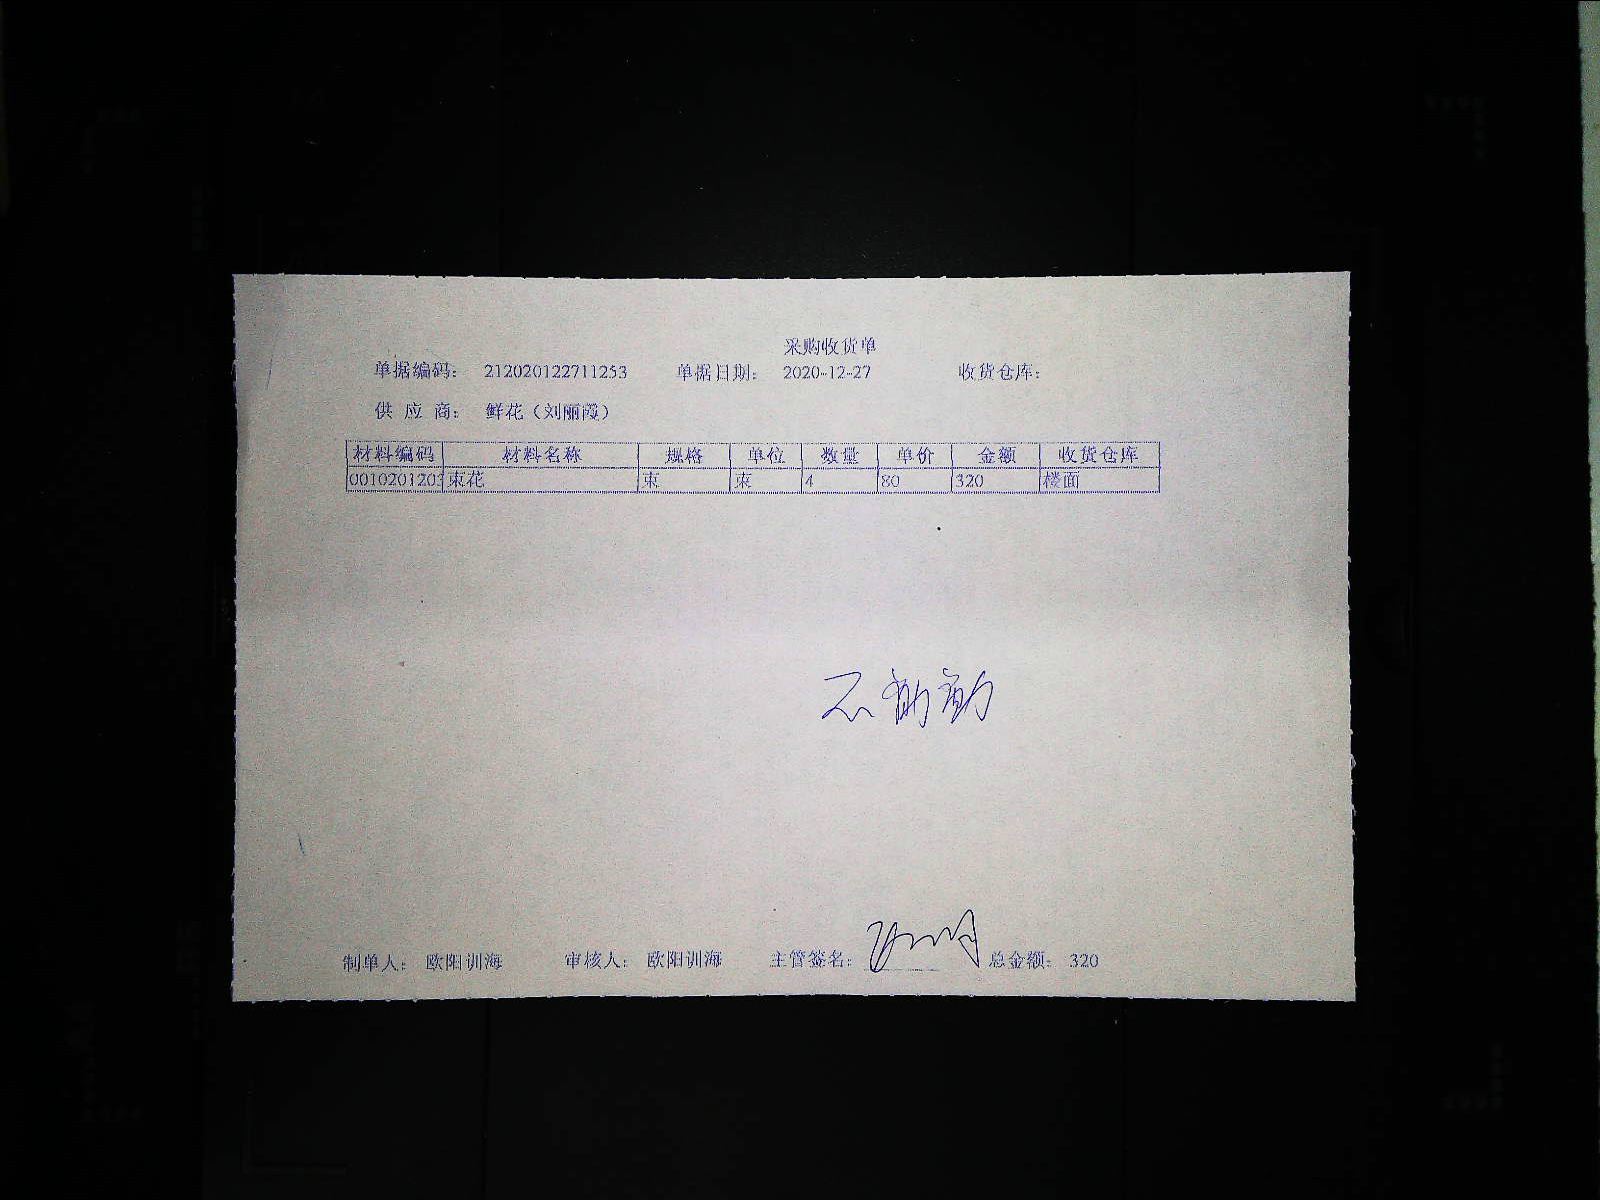 采购收货单
单据编码： 212020122711253 单据日期： 2020-12-27 收货仓库：
供 应 商： 鲜花（刘丽霞）
材料编码 材料名称 规格 单位 数量 单价 金额 收货仓库
0010201203 束花 束 束 4 80 320 楼面
制单人： 欧阳训海 审核人： 欧阳训海 主管签名： 总金额： 320